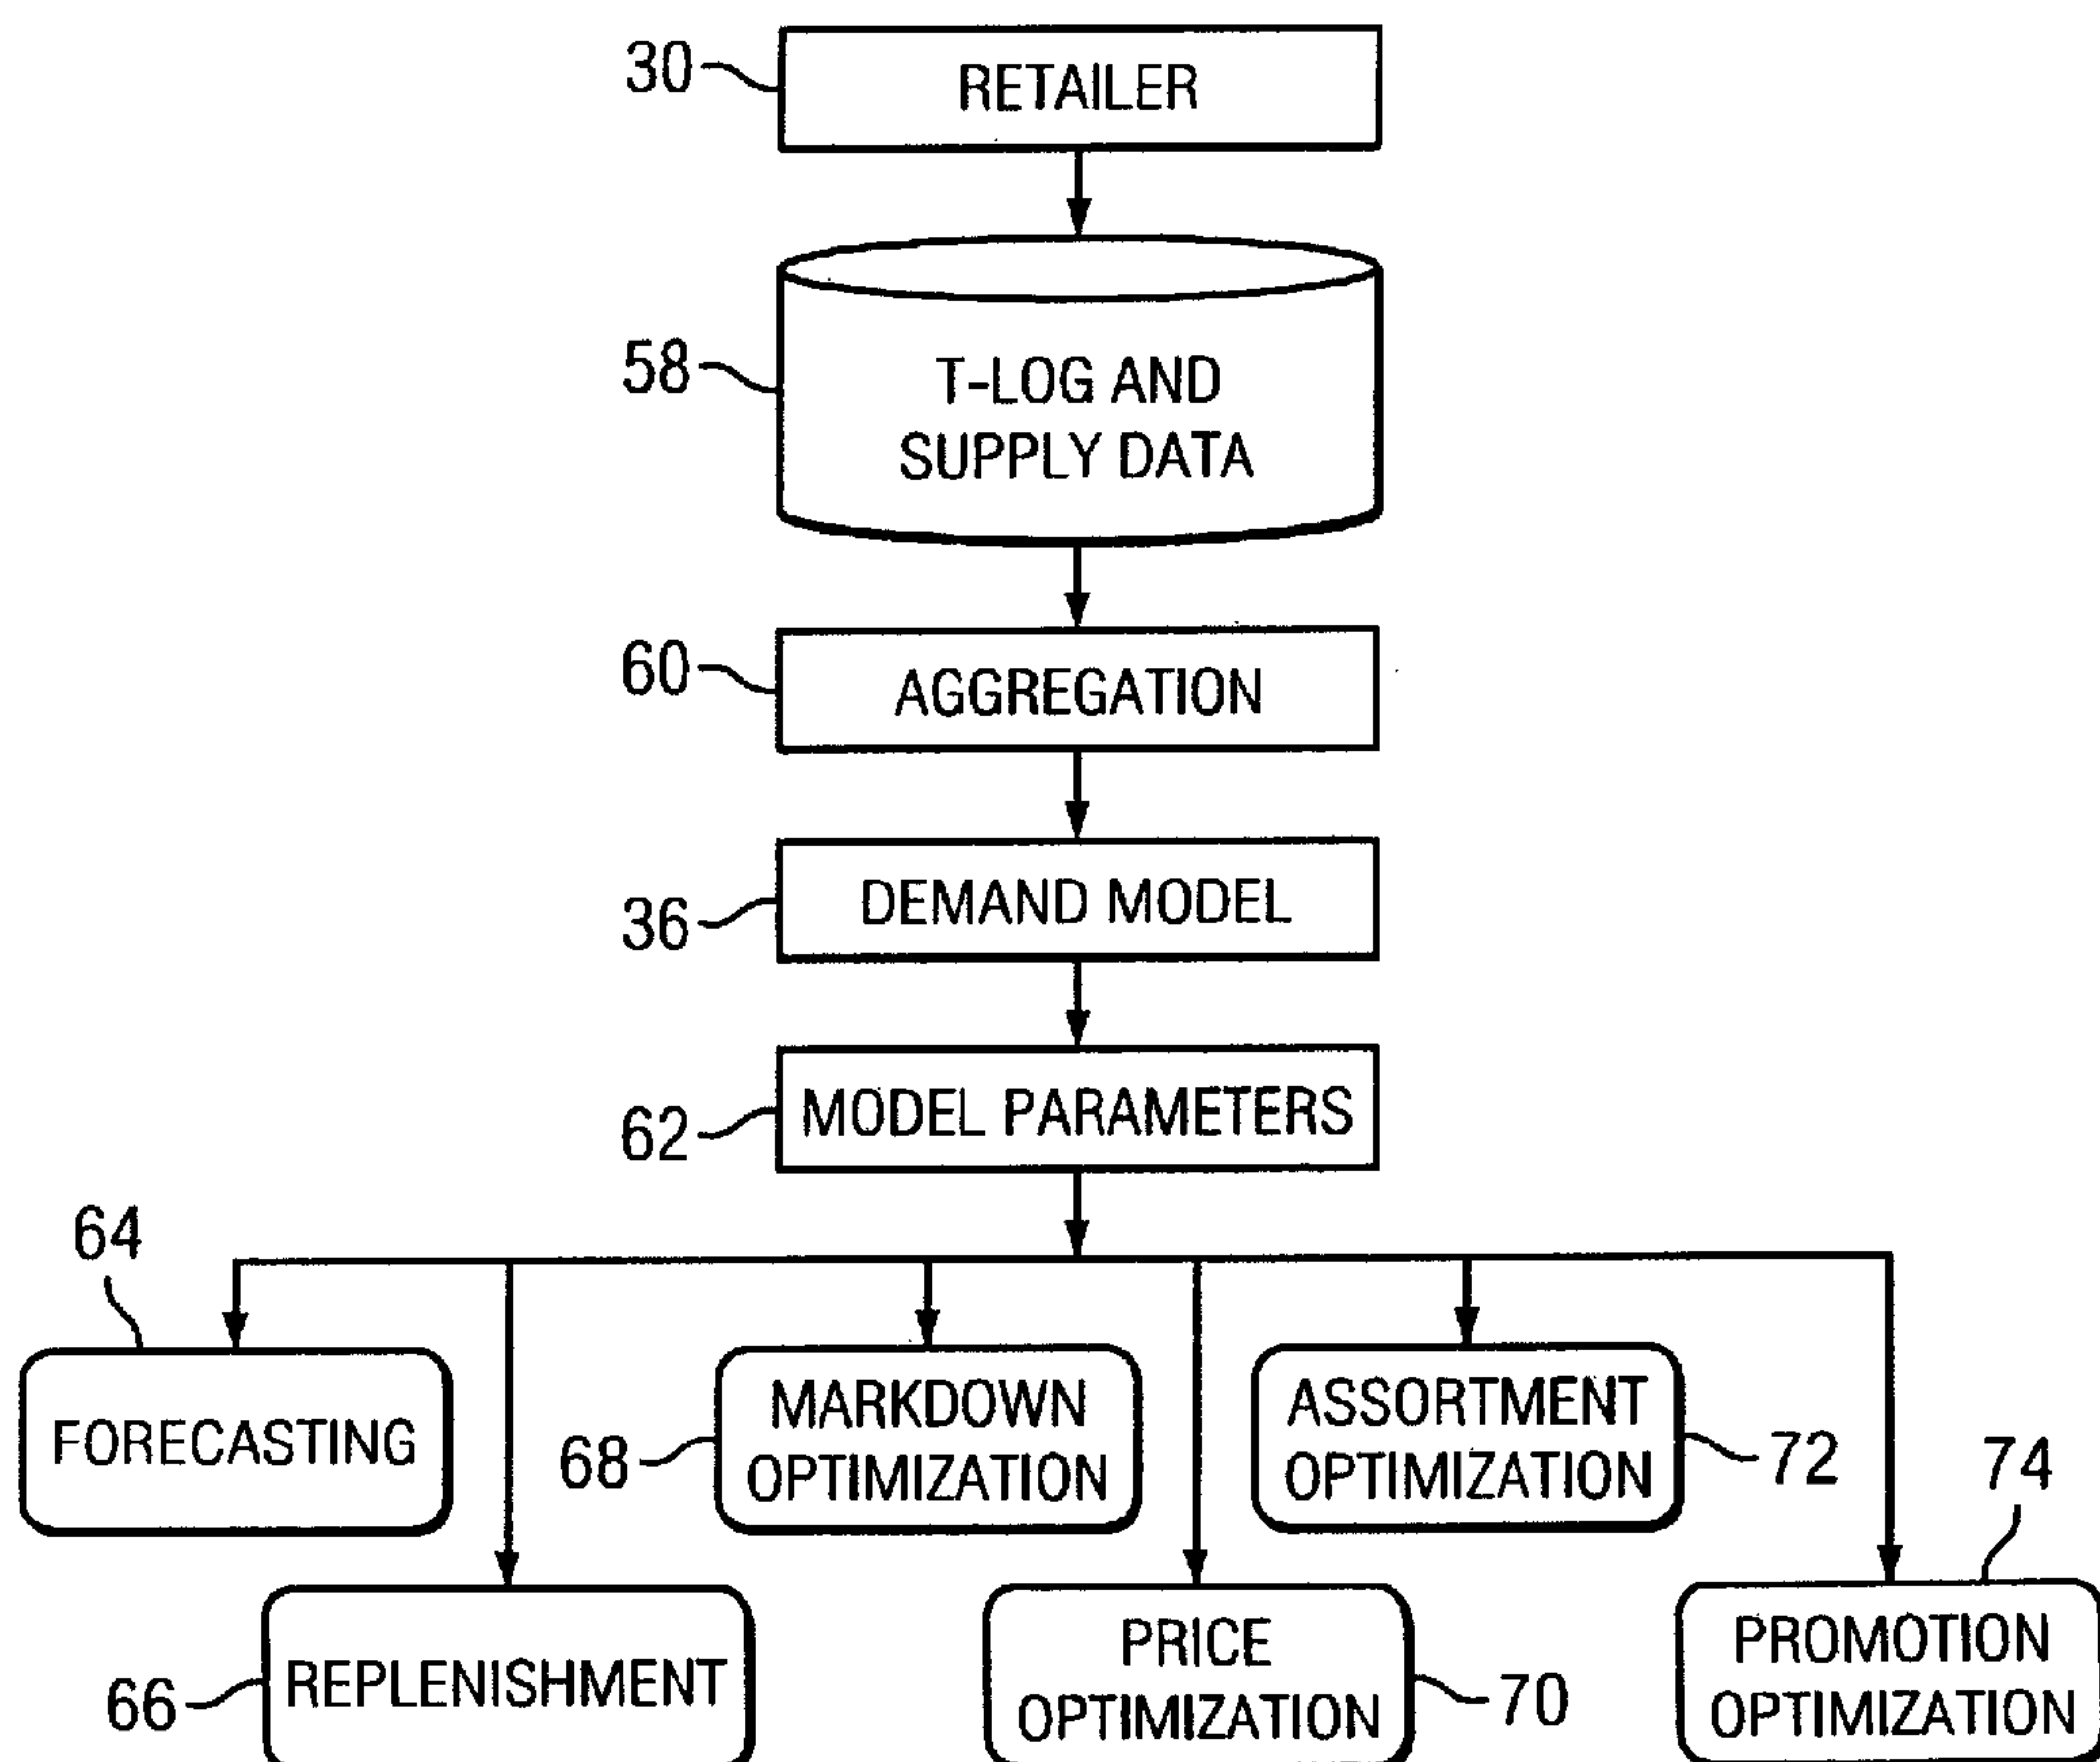 30
RETAILER
58
T-LOG AND
SUPPLY DATA
60
AGGREGATION
36
DEMAND MODEL
62
MODEL PARAMETERS
64
FORECASTING
66
REPLENISHMENT
68
MARKDOWN
OPTIMIZATION
70
PRICE
OPTIMIZATION
72
ASSORTMENT
OPTIMIZATION
74
PROMOTION
OPTIMIZATION